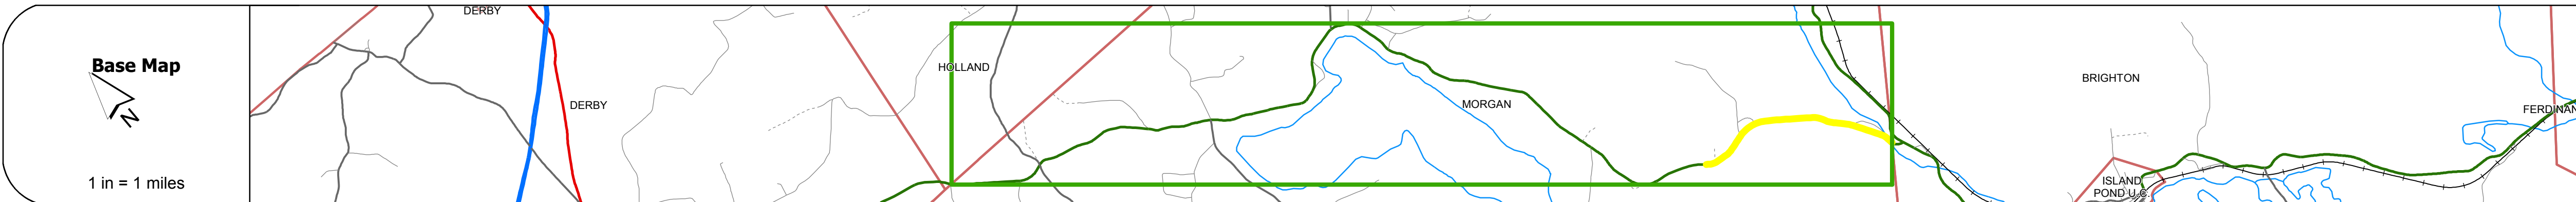 Base Map
N
1 in = 1 miles
DERBY
DERBY
HOLLAND
MORGAN
BRIGHTON
FERDINAN
ISLAND
POND U.C.